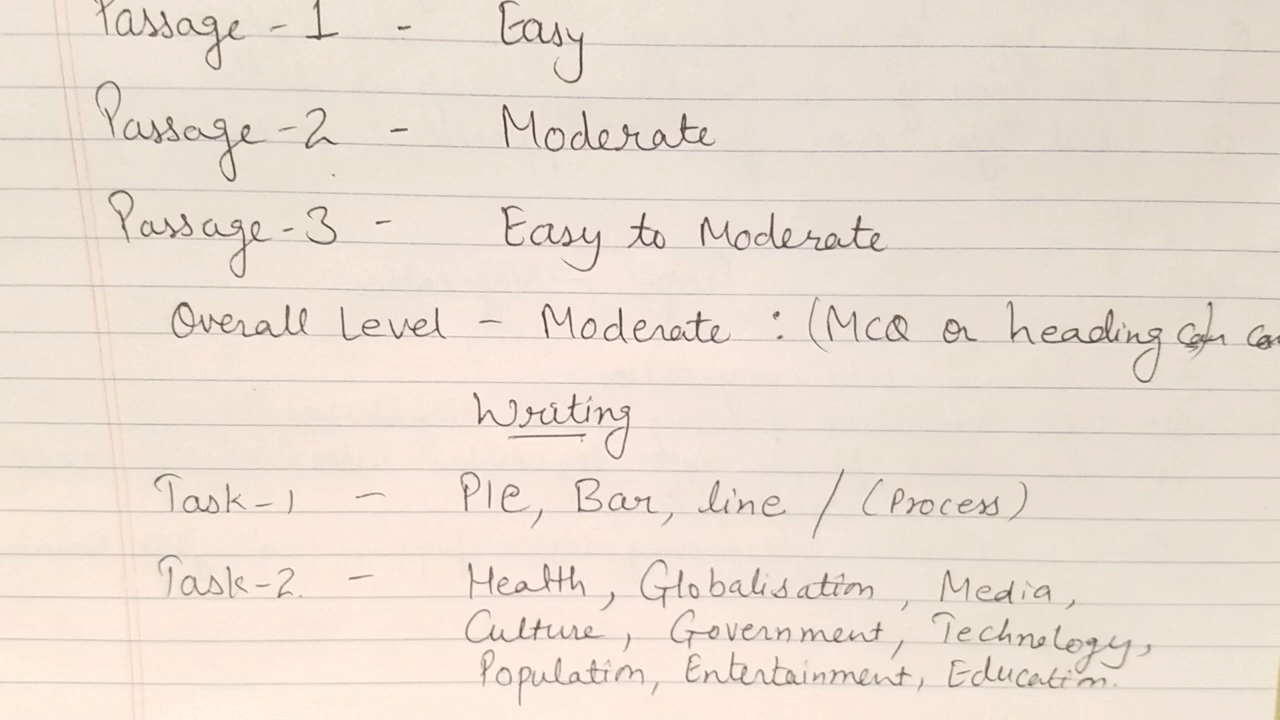 Passage - 1 - Easy
Passage - 2 - Moderate
Passage - 3 - Easy to Moderate
Overall Level - Moderate : (MCQ or heading
Writing
Task - 1 - PIe, Bar, line / (Process)
Task - 2. - Health, Globalisation, Media,
Culture, Government, Technology,
Population, Entertainment, Education.